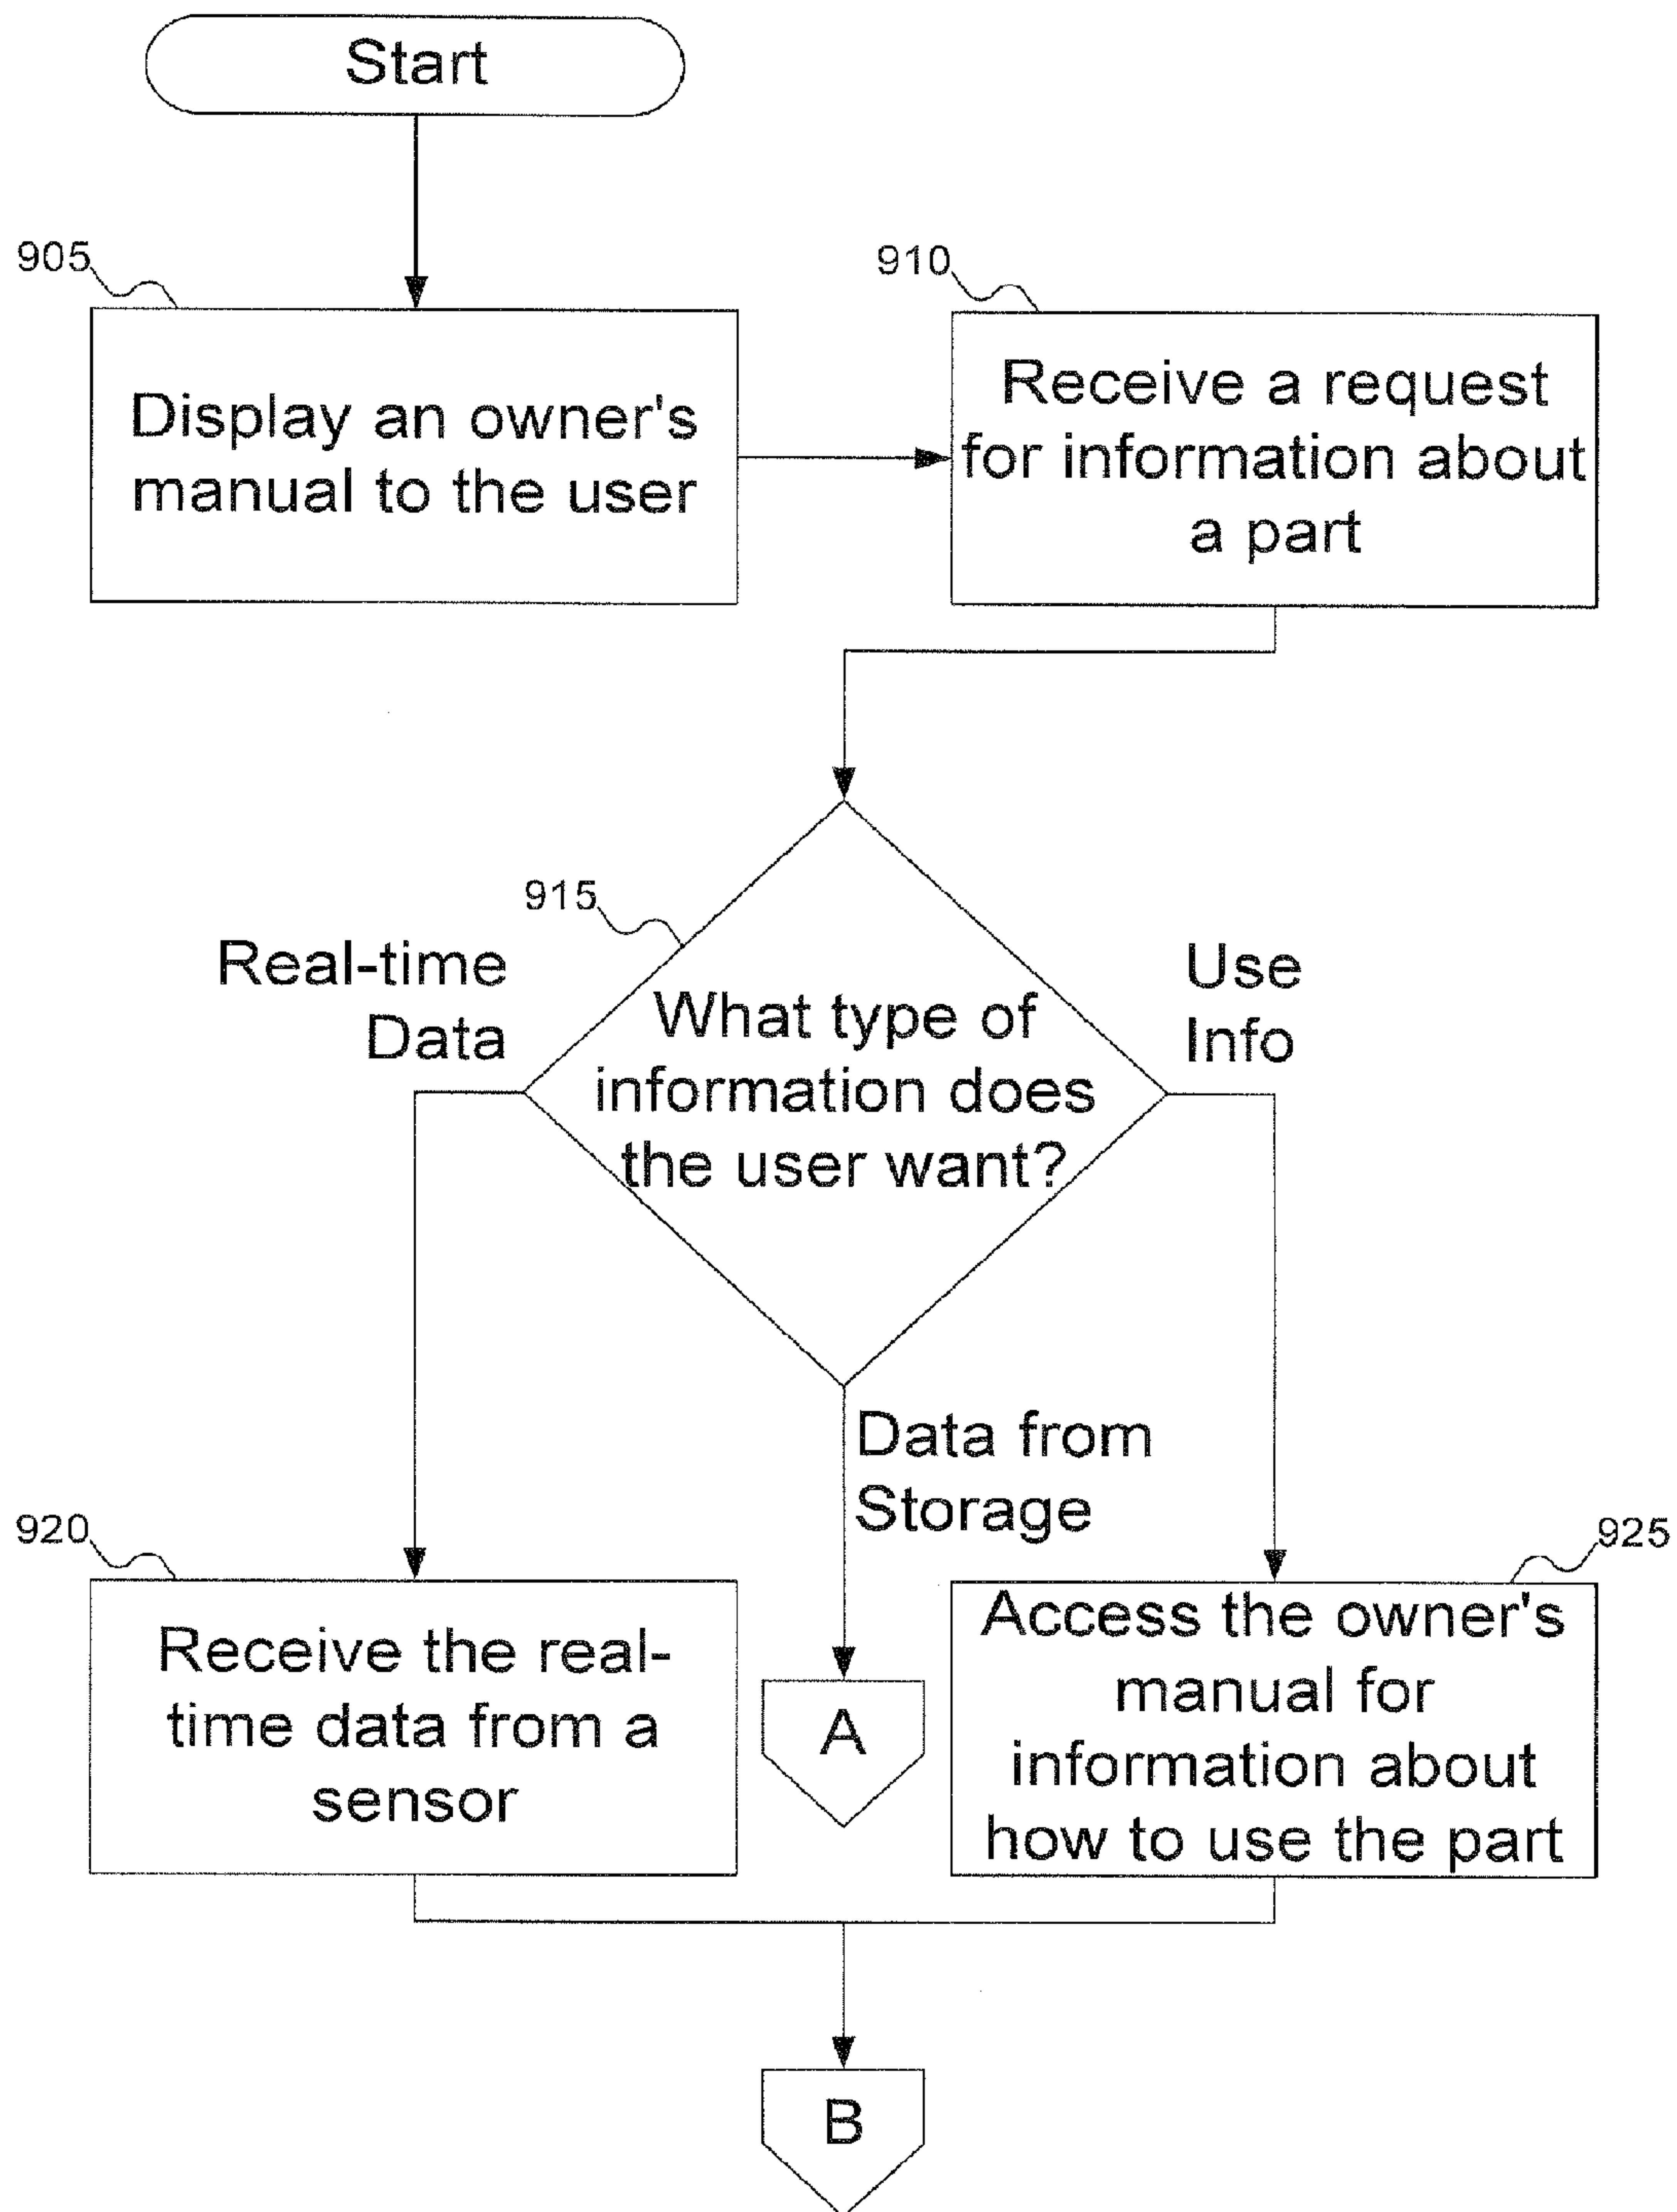 Start
905
Display an owner's
manual to the user
910
Receive a request
for information about
a part
915
What type of
information does
the user want?
Real-time
Data
Use
Info
Data from
Storage
920
Receive the real-
time data from a
sensor
A
925
Access the owner's
manual for
information about
how to use the part
B